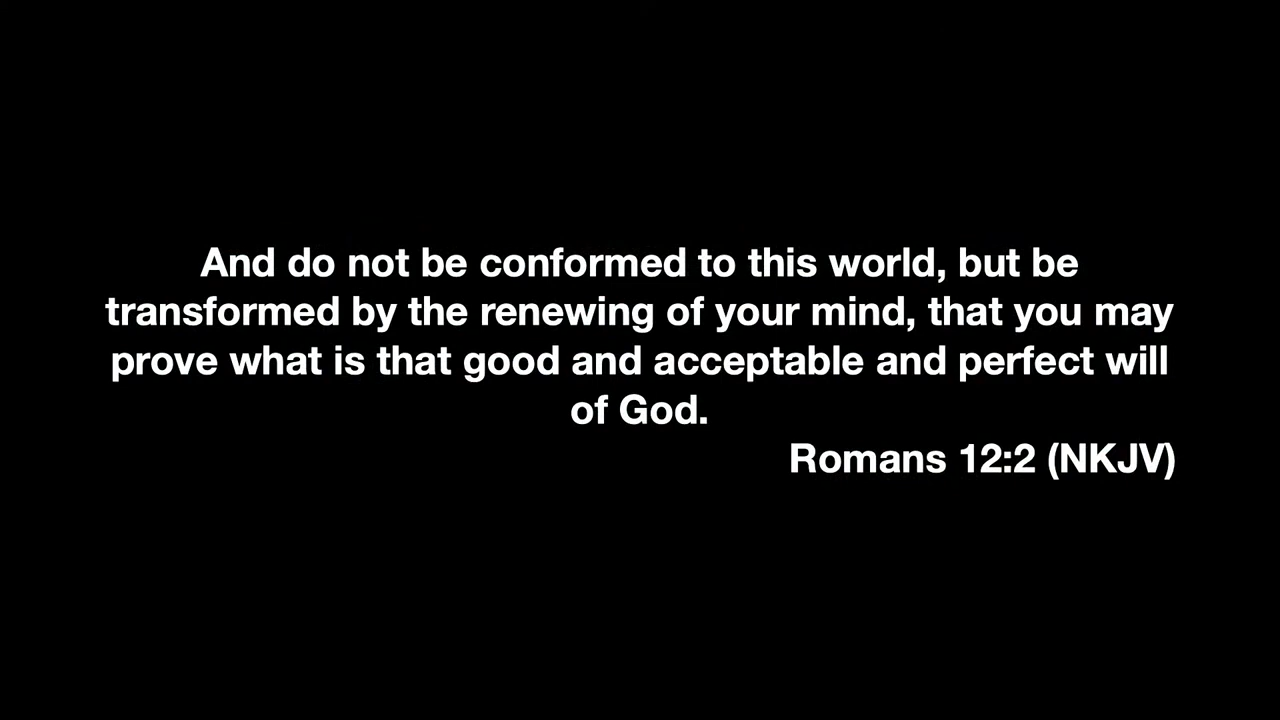 And do not be conformed to this world, but be
transformed by the renewing of your mind, that you may
prove what is that good and acceptable and perfect will
of God.
Romans 12:2 (NKJV)